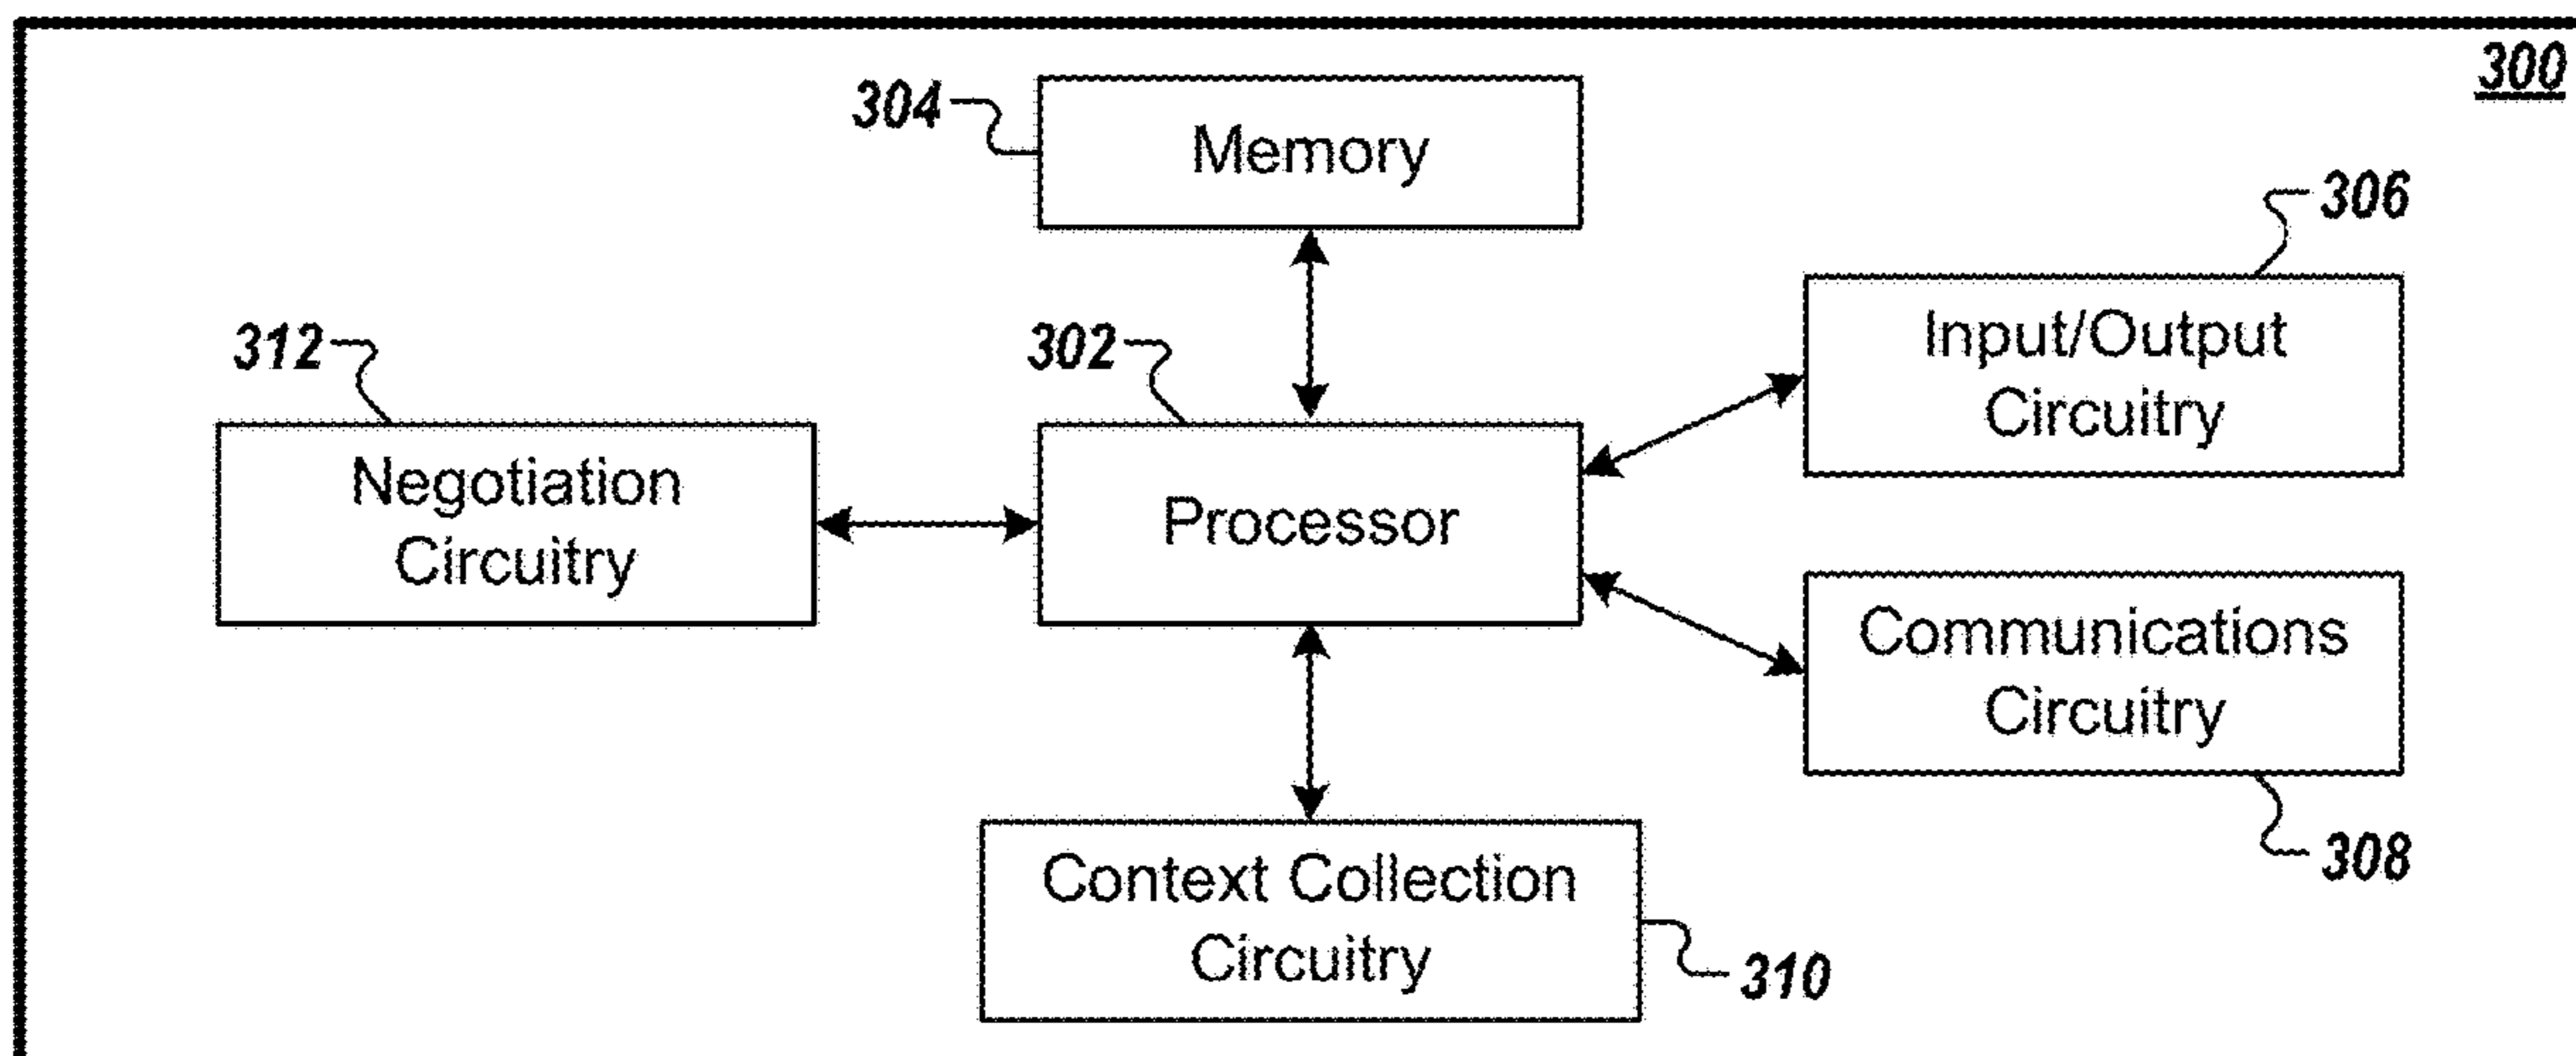 300
304
Memory
306
Input/Output
Circuitry
312
302
Negotiation
Circuitry
Processor
Communications
Circuitry
308
Context Collection
Circuitry
310